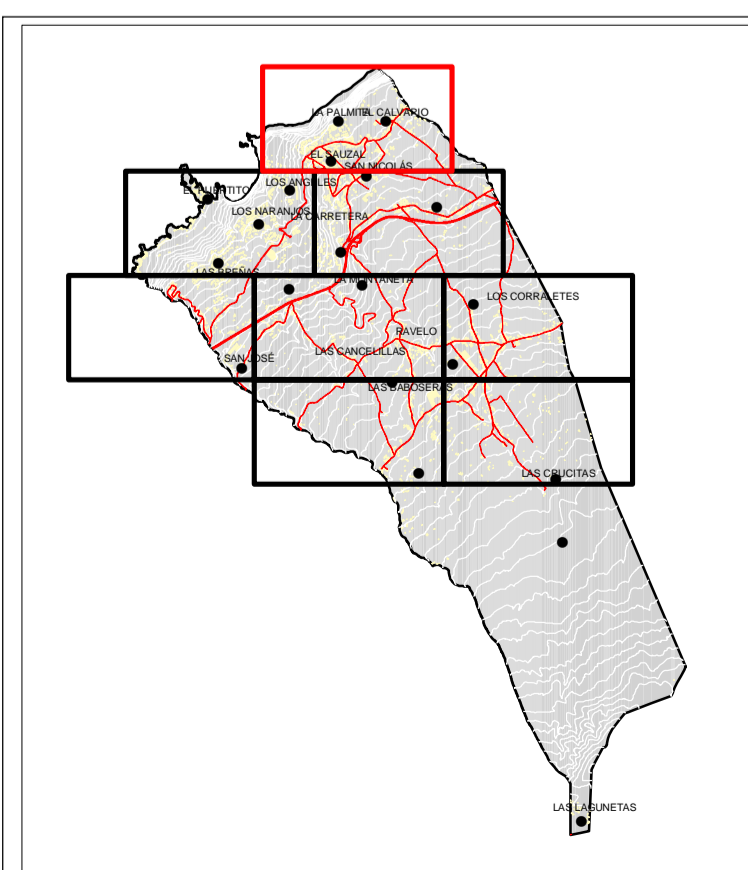 LA PALMITA
EL CALVARIO
EL SAUZAL
SAN NICOLÁS
LOS ANGELES
EL PUERTITO
LOS NARANJOS
LA CARRETERA
LAS BREÑAS
LA MONTAÑETA
LOS CORRALETES
RAVELO
LAS CANCELILLAS
SAN JOSÉ
LAS BABOSERAS
LAS CRUCITAS
LAS LAGUNETAS